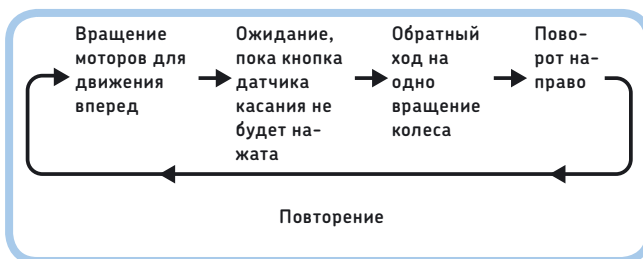 Вращение
моторов для
движения
вперед
Ожидание,
пока кнопка
датчика
касания не
будет на-
жата
Обратный
ход на
одно
вращение
колеса
Пово-
рот на-
право
Повторение